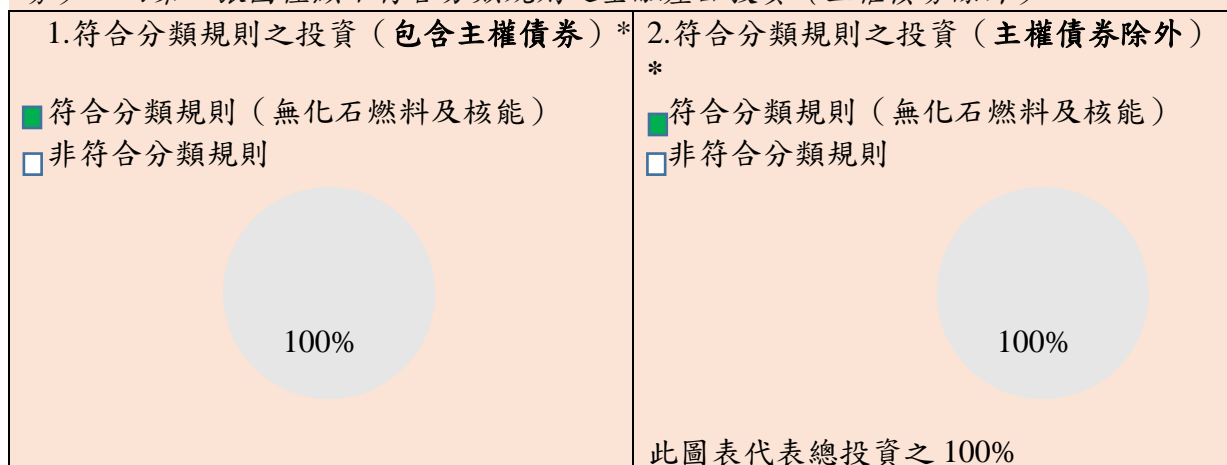 1.符合分類規則之投資（包含主權債券）*
■符合分類規則（無化石燃料及核能）
□非符合分類規則
100%
2.符合分類規則之投資（主權債券除外）
*
■符合分類規則（無化石燃料及核能）
□非符合分類規則
100%
此圖表代表總投資之 100%